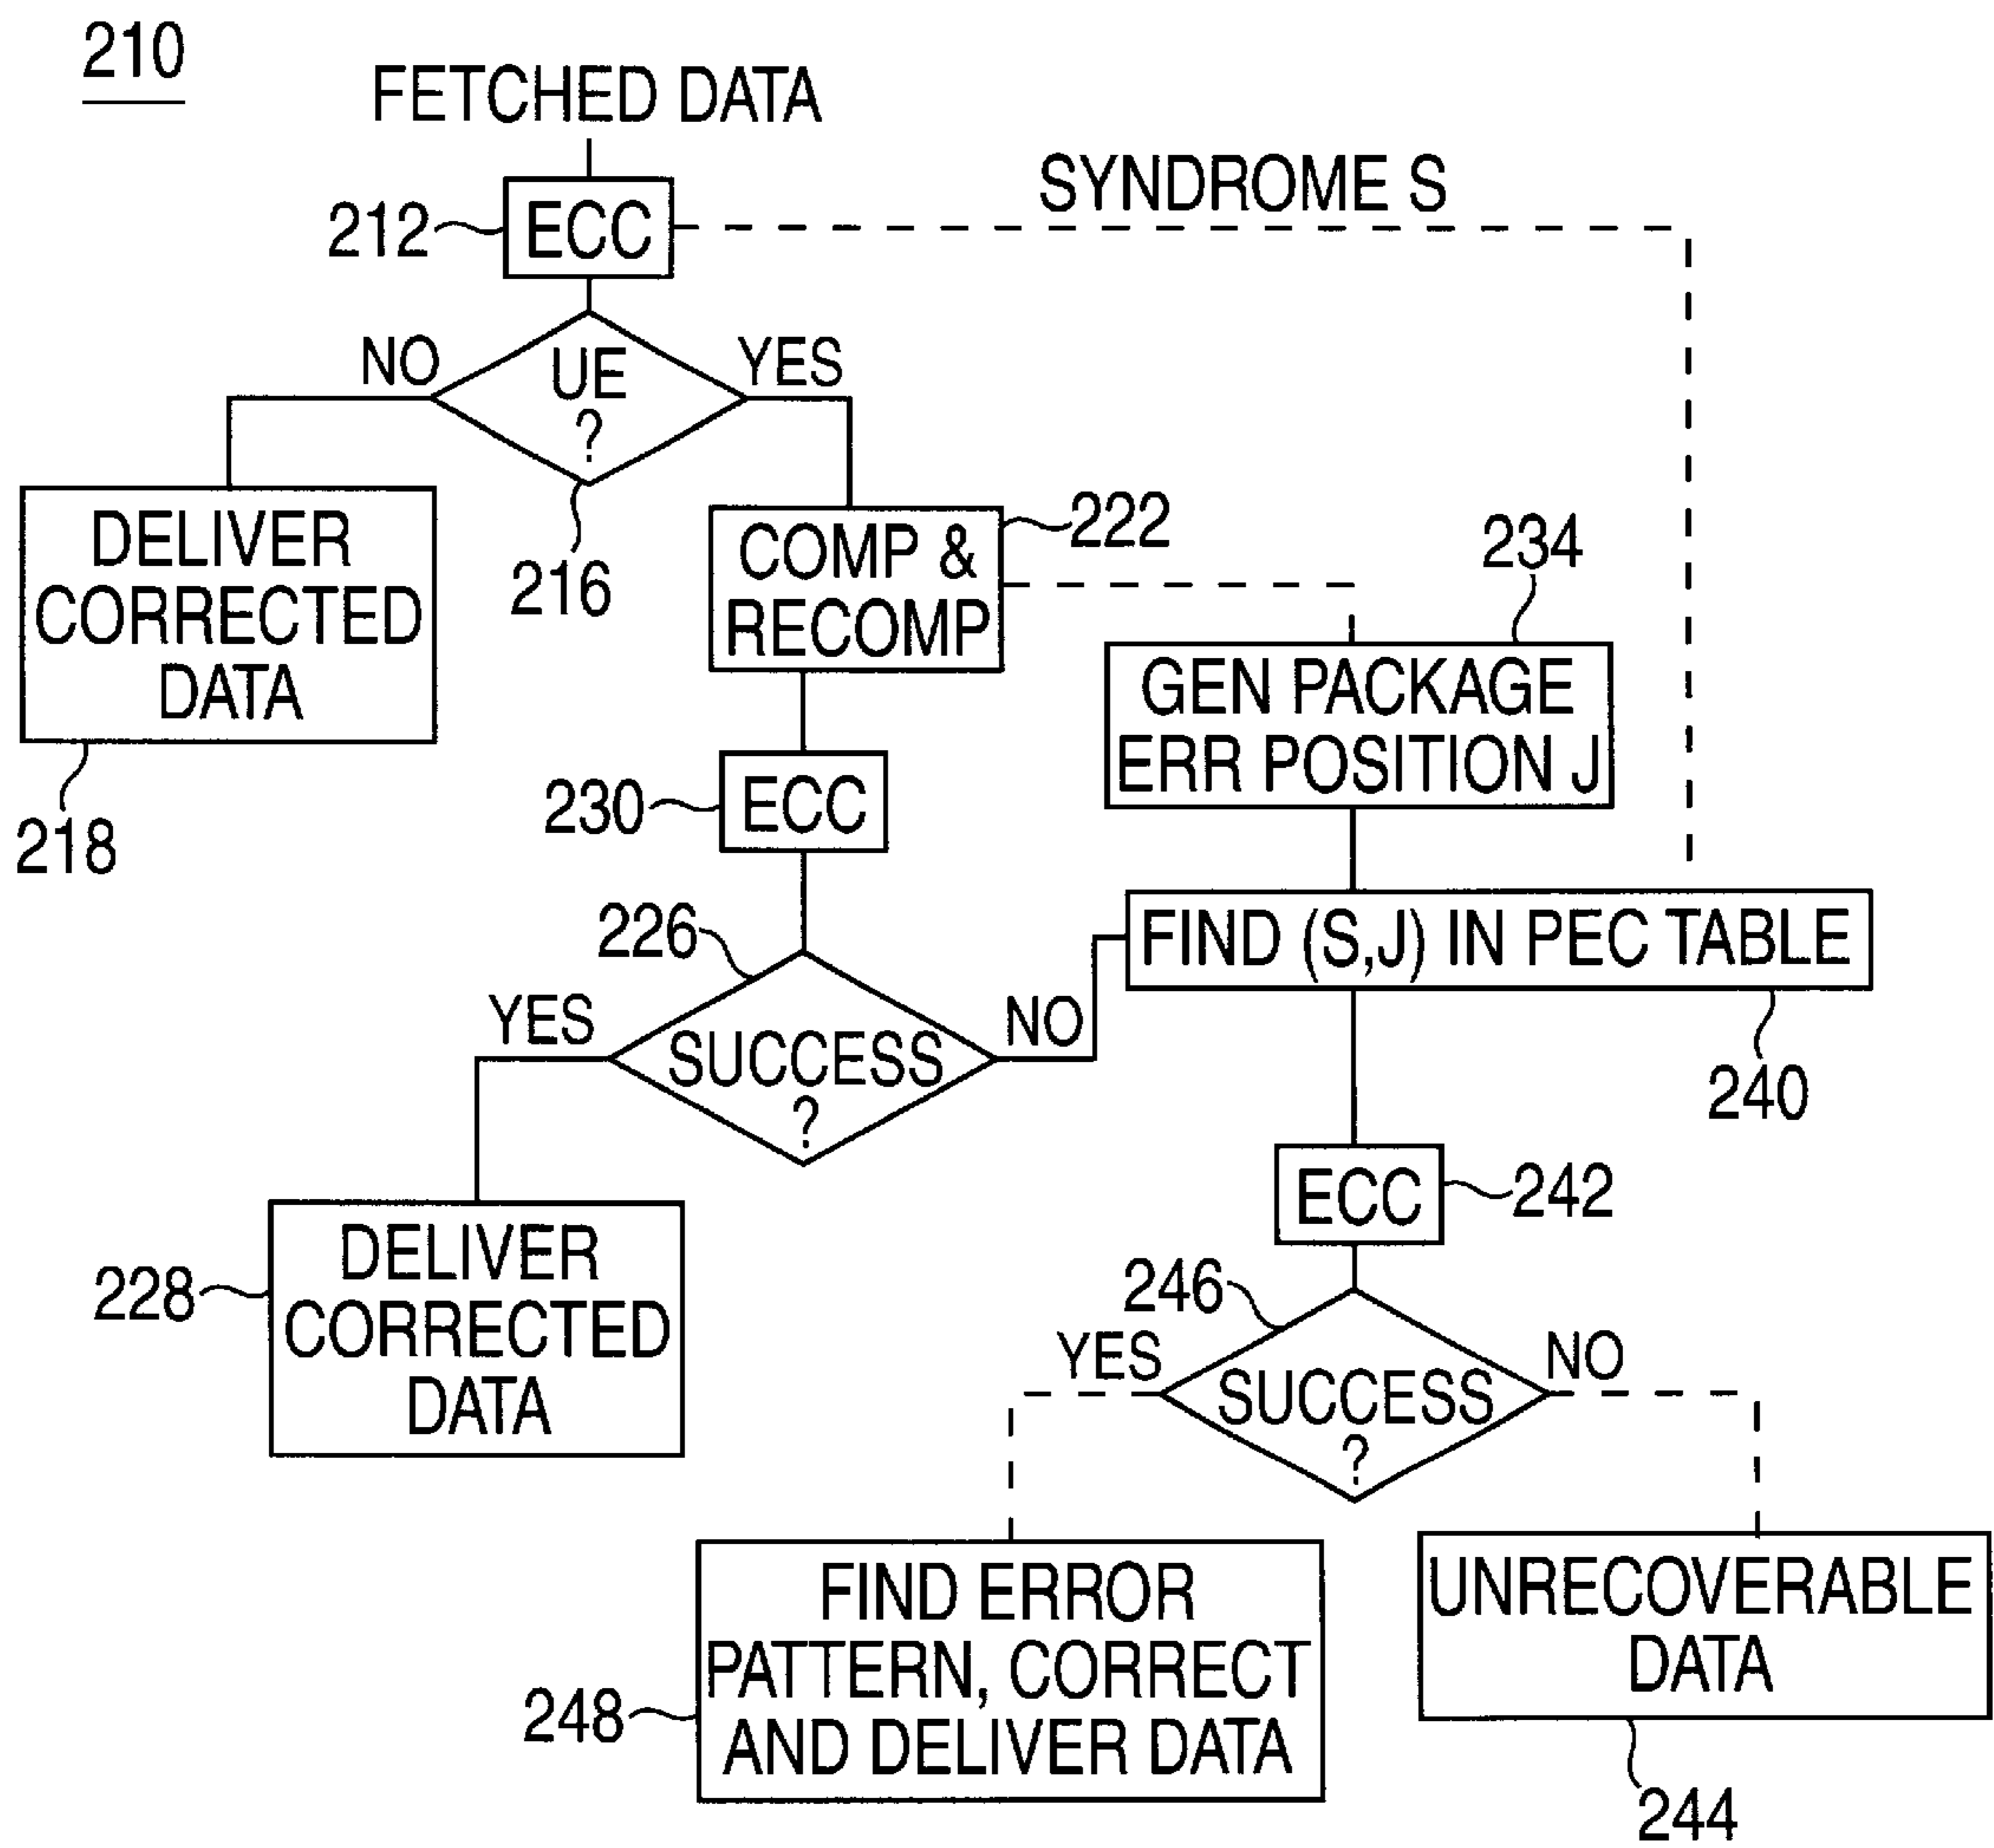 210
FETCHED DATA
SYNDROME S
212
ECC
NO
UE
?
YES
216
DELIVER
CORRECTED
DATA
218
COMP &
RECOMP
222
234
GEN PACKAGE
ERR POSITION J
230
ECC
226
FIND (S,J) IN PEC TABLE
240
YES
SUCCESS
?
NO
228
DELIVER
CORRECTED
DATA
ECC
242
246
YES
SUCCESS
?
NO
248
FIND ERROR
PATTERN, CORRECT
AND DELIVER DATA
UNRECOVERABLE
DATA
244